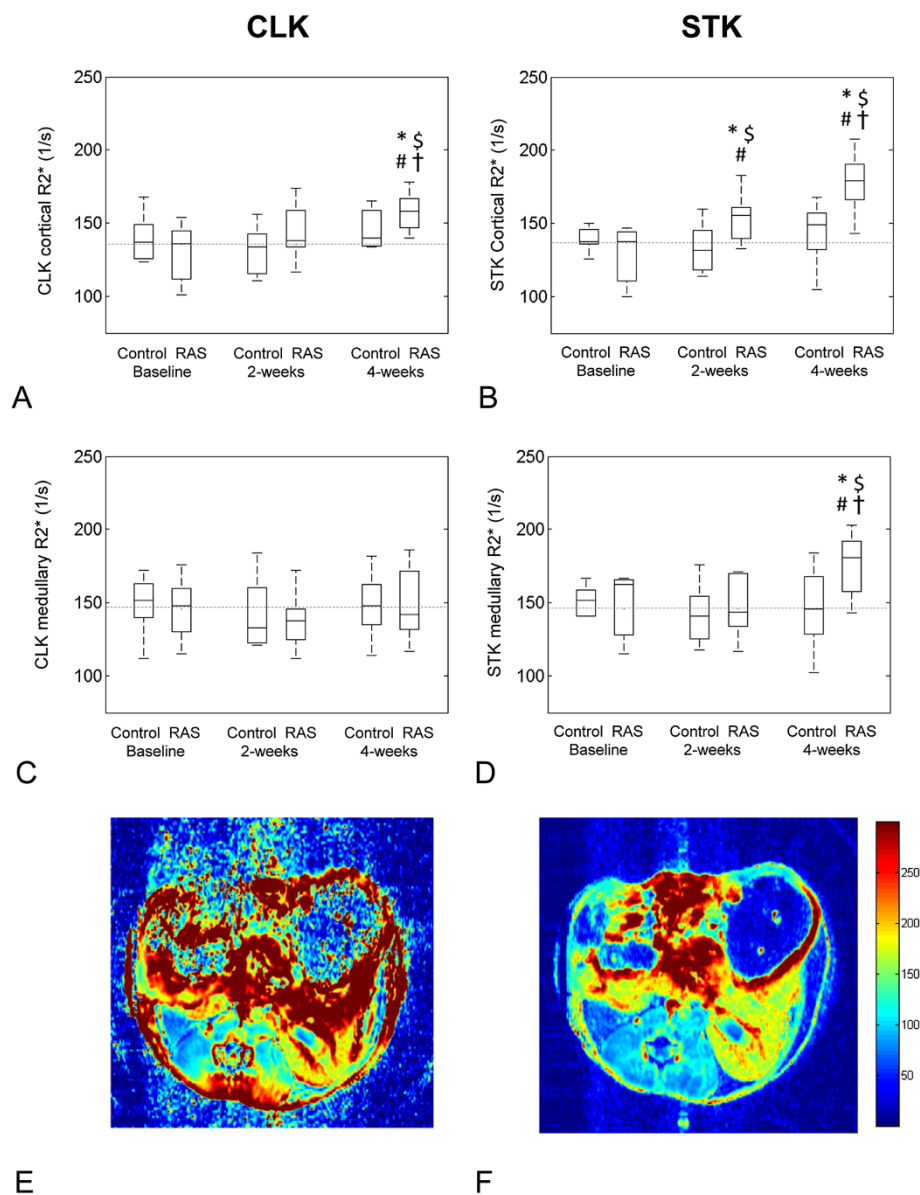 CLK
STK
250
200
150
100
CLK cortical R2* (1/s)
* $
# †
Control RAS Control RAS Control RAS
Baseline 2-weeks 4-weeks
A
250
200
150
100
STK Cortical R2* (1/s)
* $
#
* $
# †
Control RAS Control RAS Control RAS
Baseline 2-weeks 4-weeks
B
250
200
150
100
CLK medullary R2* (1/s)
Control RAS Control RAS Control RAS
Baseline 2-weeks 4-weeks
C
250
200
150
100
STK medullary R2* (1/s)
* $
# †
Control RAS Control RAS Control RAS
Baseline 2-weeks 4-weeks
D
E
F
250
200
150
100
50